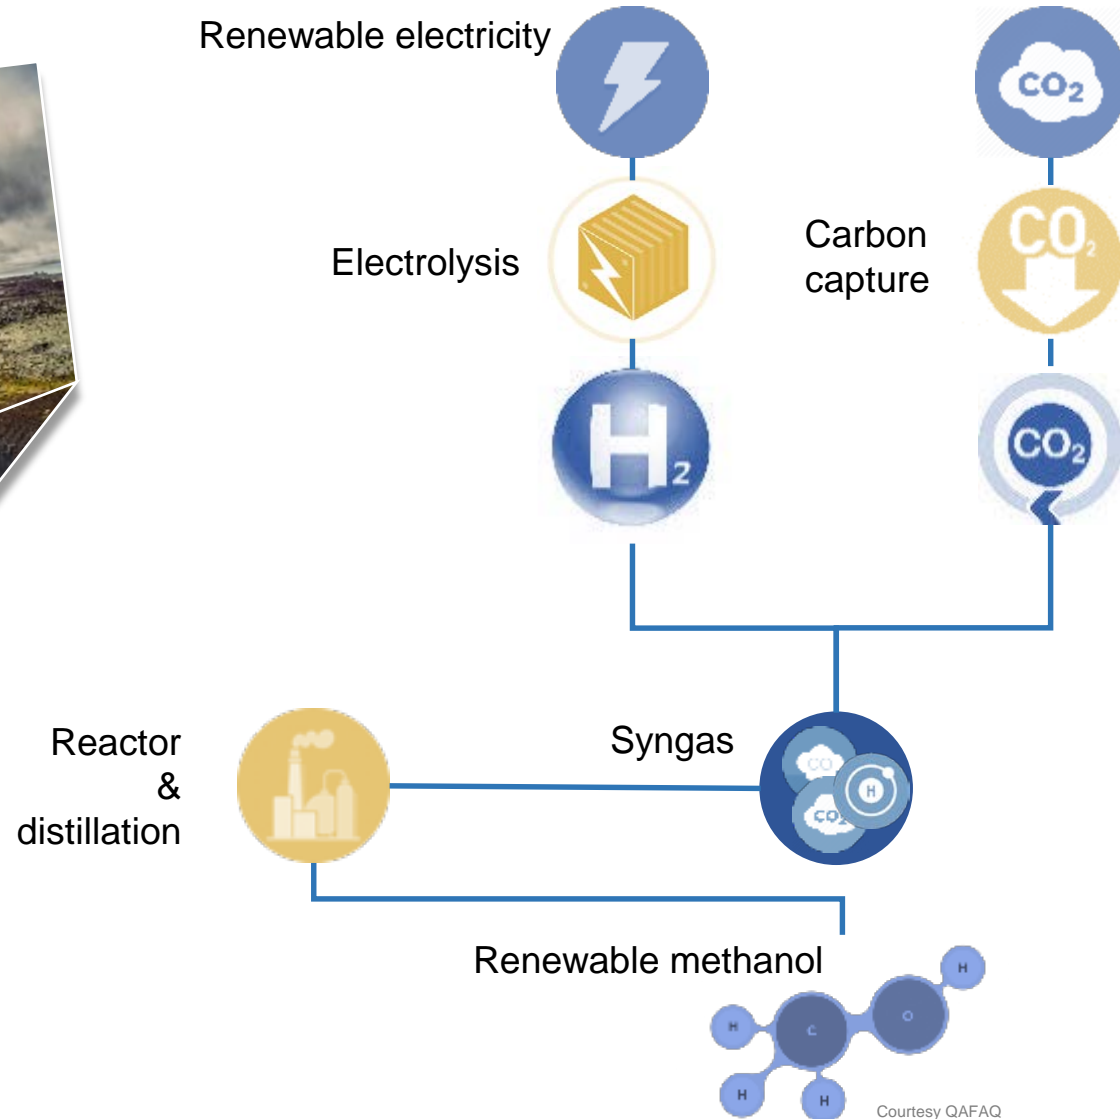 Renewable electricity
CO2
Electrolysis
Carbon
capture
CO2
H2
CO2
Reactor
&
distillation
Syngas
CO
H
CO2
Renewable methanol
H
H
C
O
H
H
Courtesy QAFAQ